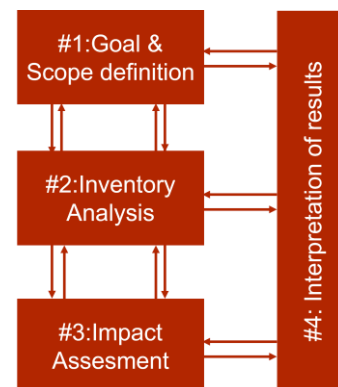 #1:Goal &
Scope definition
#2:Inventory
Analysis
#3:Impact
Assesment
#4: Interpretation of results